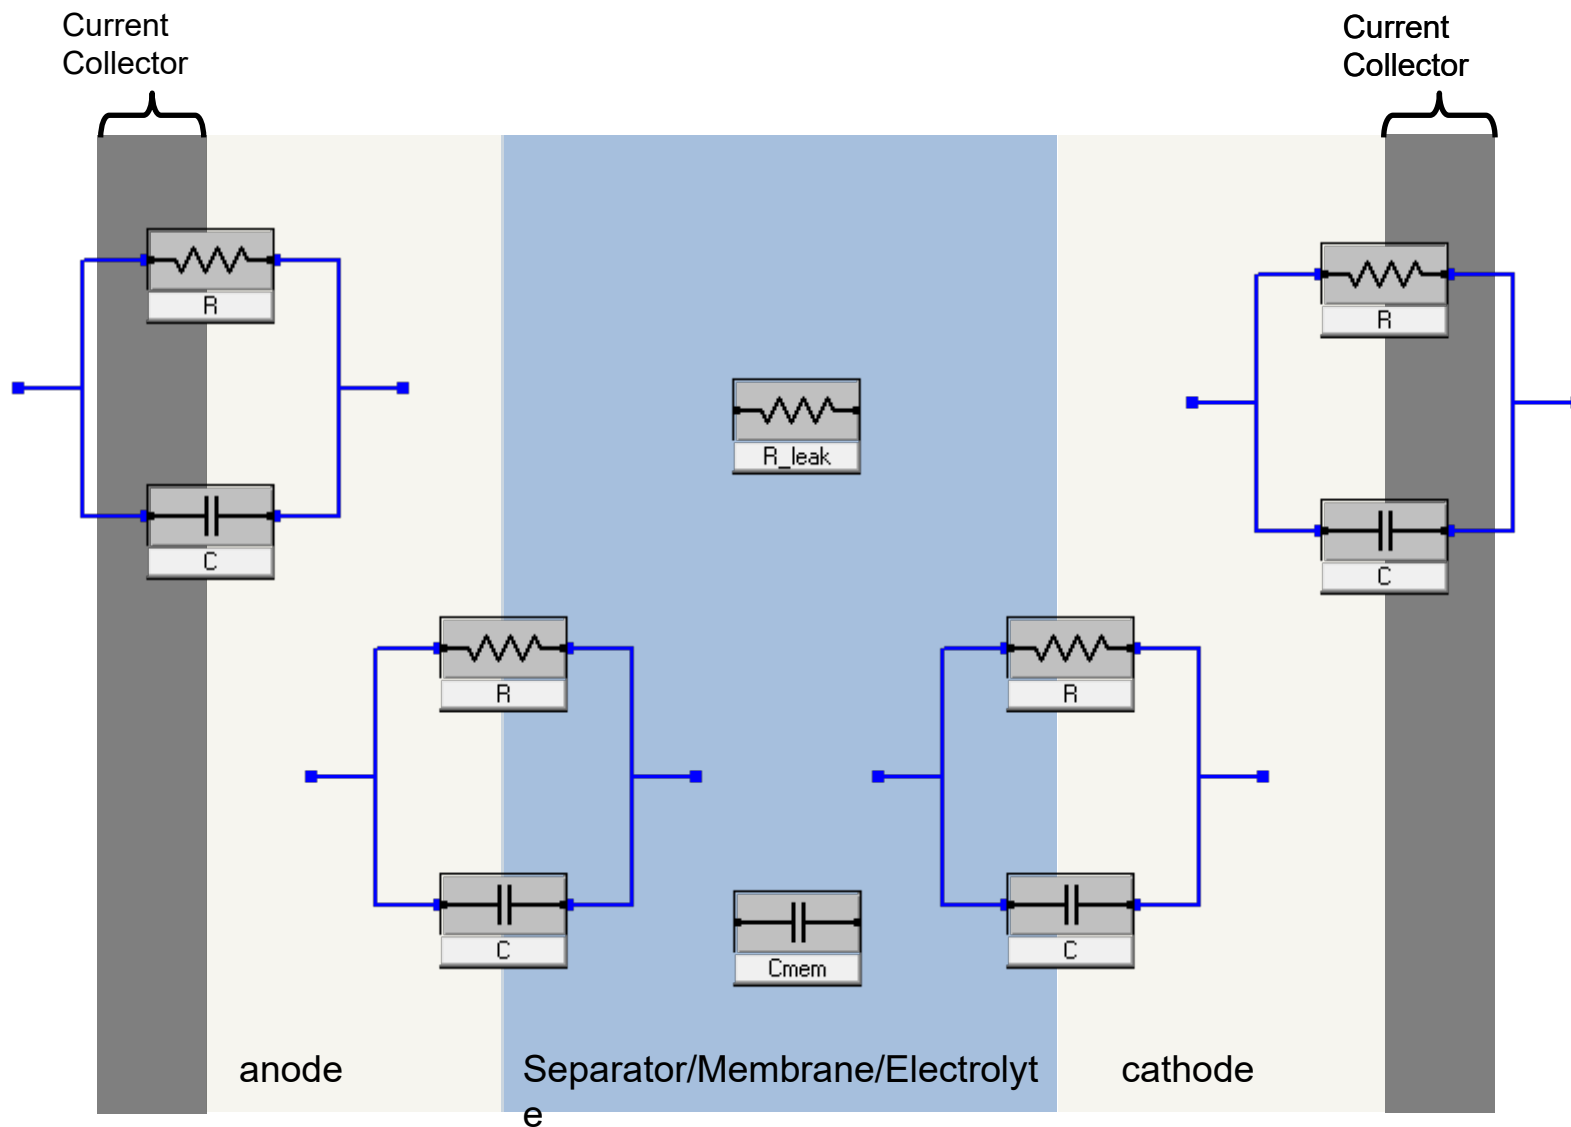 Current
Collector
Current
Collector
R
R
R_leak
C
C
R
R
C
C
Cmem
anode
Separator/Membrane/Electrolyt
e
cathode